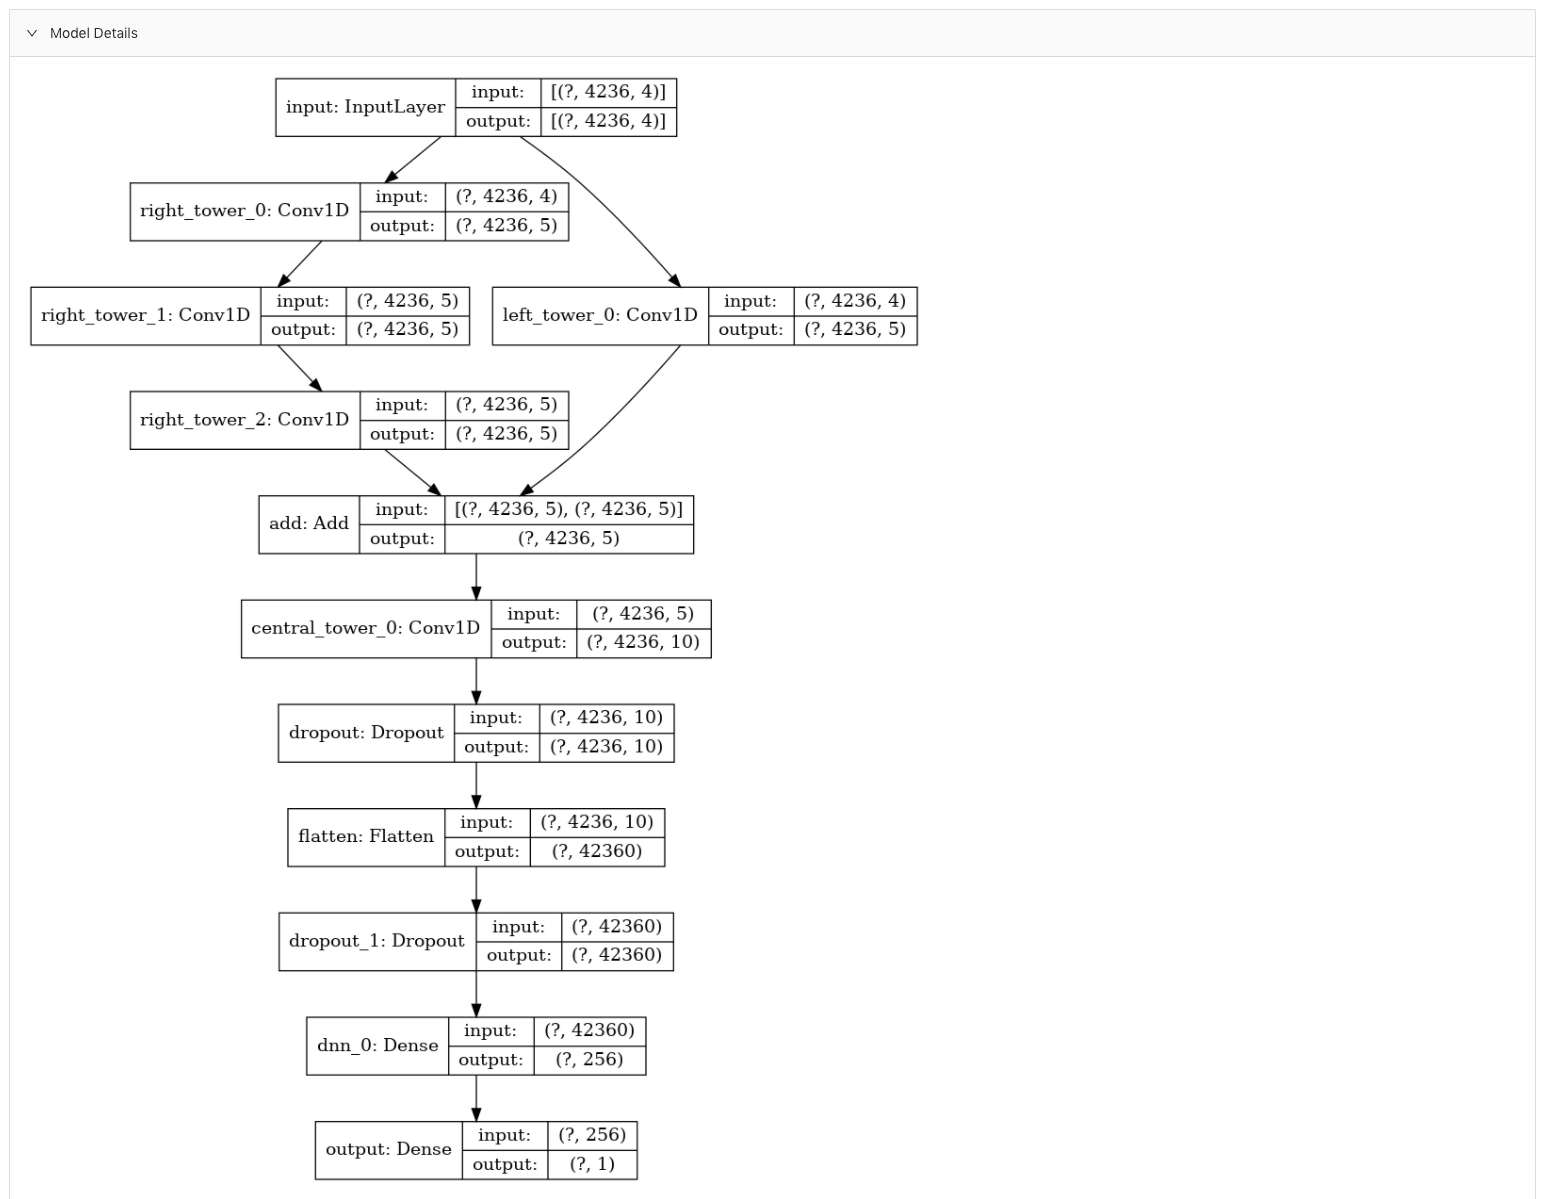 Model Details
input: InputLayer
input:
[(?, 4236, 4)]
output:
[(?, 4236, 4)]
right_tower_0: Conv1D
input:
(?, 4236, 4)
output:
(?, 4236, 5)
right_tower_1: Conv1D
input:
(?, 4236, 5)
output:
(?, 4236, 5)
left_tower_0: Conv1D
input:
(?, 4236, 4)
output:
(?, 4236, 5)
right_tower_2: Conv1D
input:
(?, 4236, 5)
output:
(?, 4236, 5)
add: Add
input:
[(?, 4236, 5), (?, 4236, 5)]
output:
(?, 4236, 5)
central_tower_0: Conv1D
input:
(?, 4236, 5)
output:
(?, 4236, 10)
dropout: Dropout
input:
(?, 4236, 10)
output:
(?, 4236, 10)
flatten: Flatten
input:
(?, 4236, 10)
output:
(?, 42360)
dropout_1: Dropout
input:
(?, 42360)
output:
(?, 42360)
dnn_0: Dense
input:
(?, 42360)
output:
(?, 256)
output: Dense
input:
(?, 256)
output:
(?, 1)